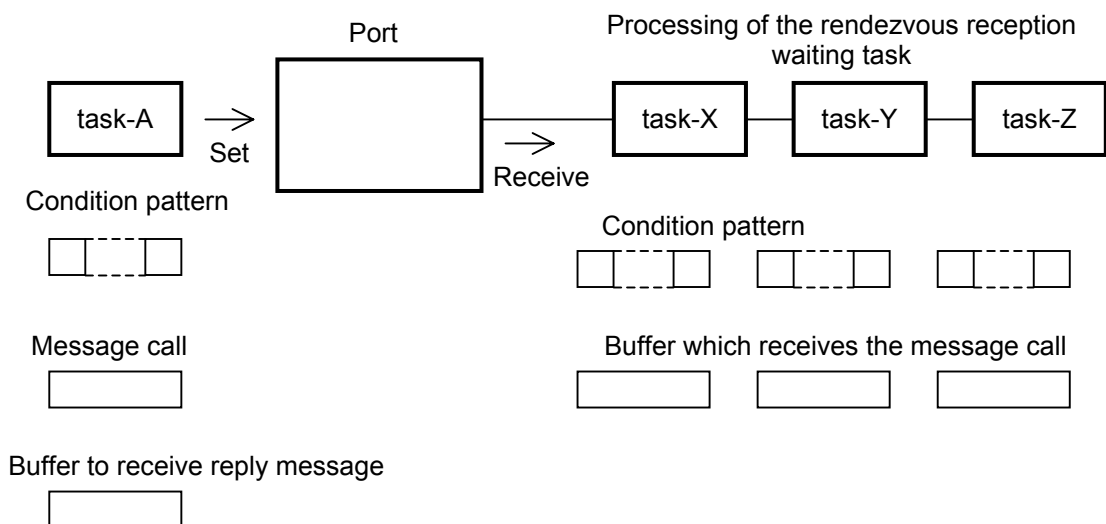 Port
Processing of the rendezvous reception
waiting task
task-A
Set
Receive
task-X
task-Y
task-Z
Condition pattern
Condition pattern
Message call
Buffer which receives the message call
Buffer to receive reply message